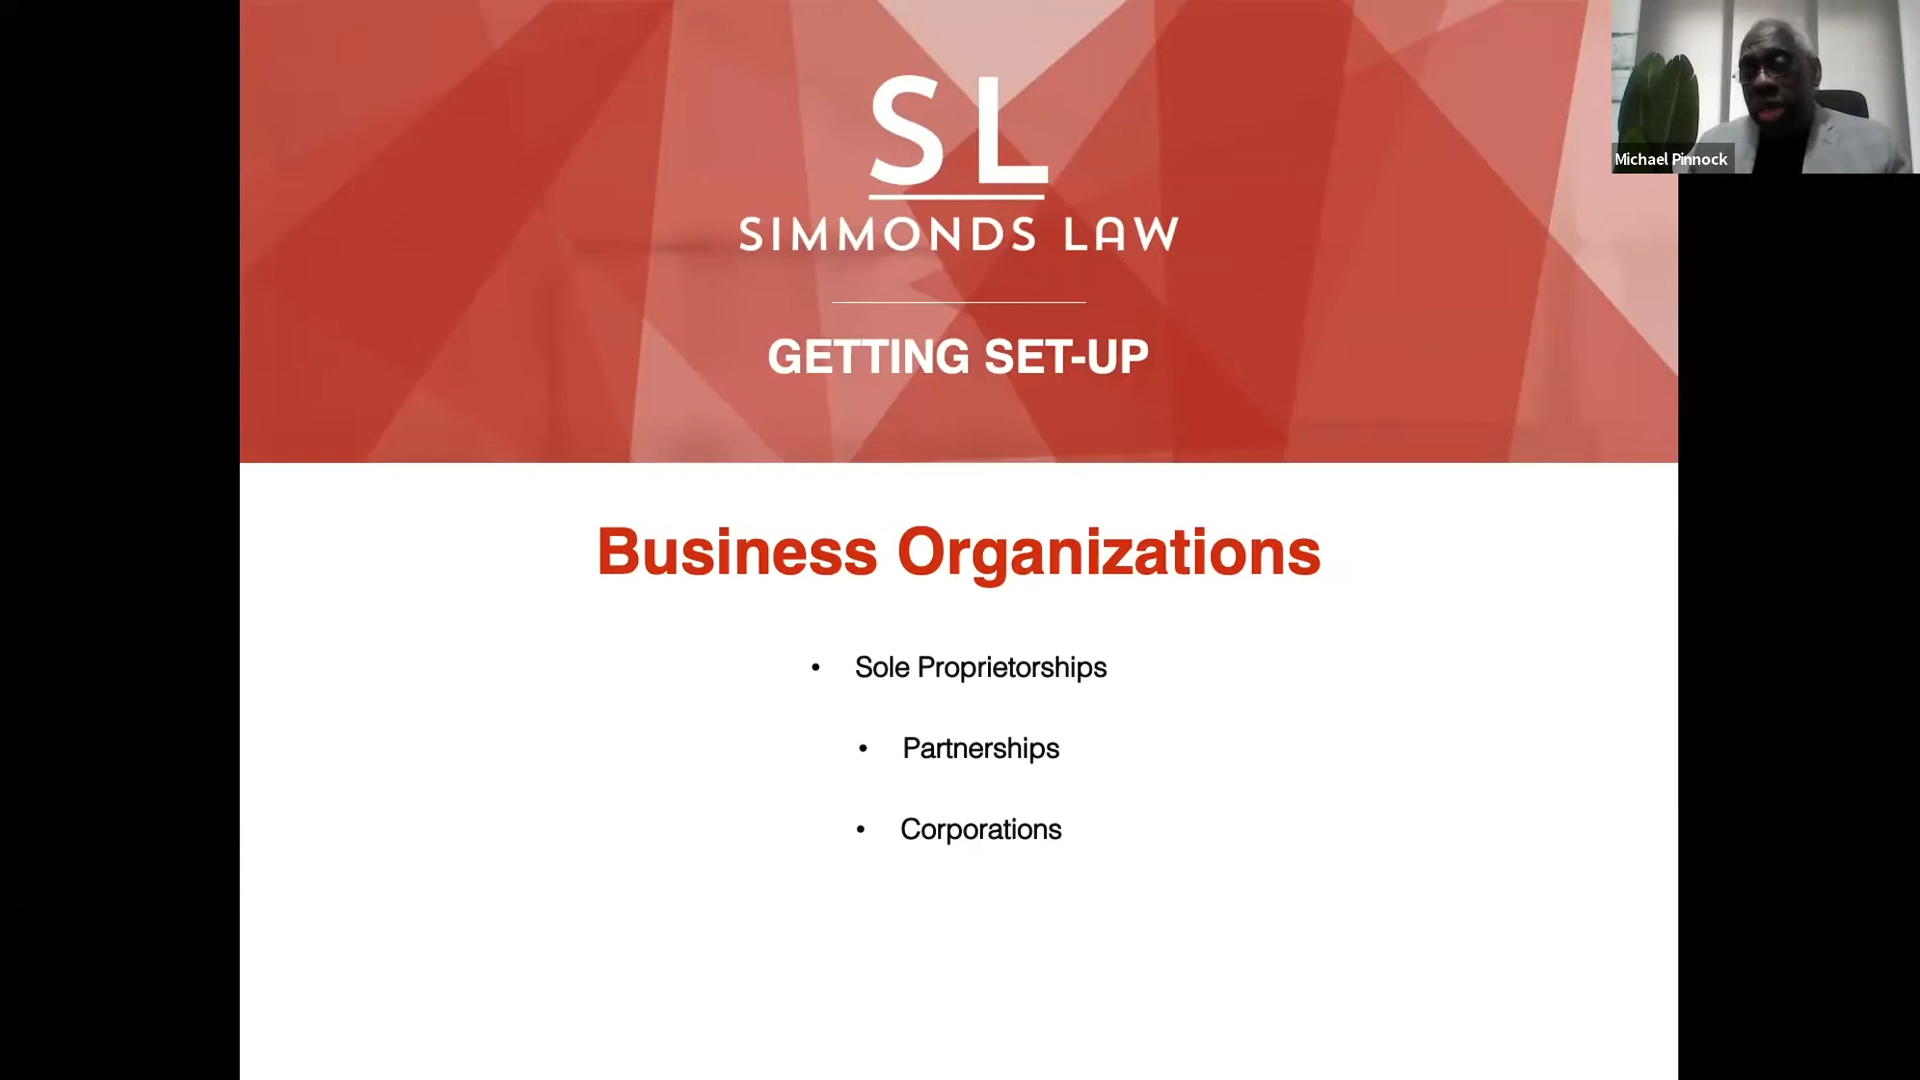 SL
SIMMONDS LAW
GETTING SET-UP
Michael Pinnock
Business Organizations
• Sole Proprietorships
• Partnerships
• Corporations